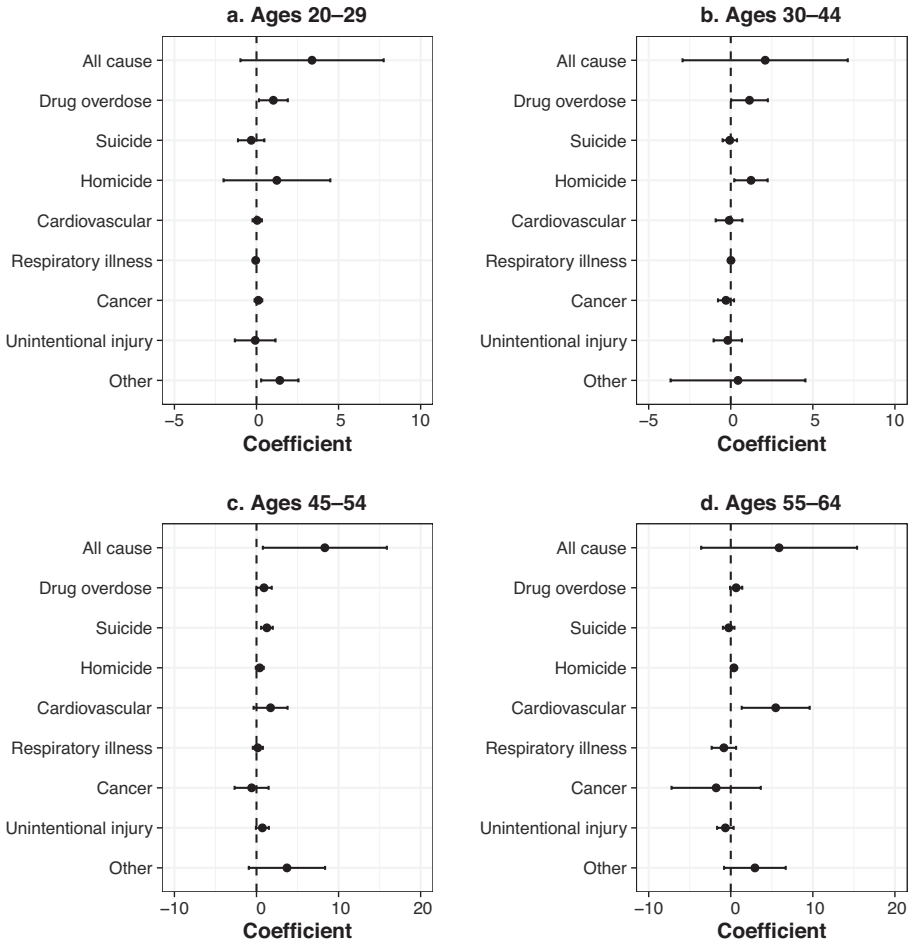 a. Ages 20–29
All cause
Drug overdose
Suicide
Homicide
Cardiovascular
Respiratory illness
Cancer
Unintentional injury
Other
−5 0 5 10
Coefficient
b. Ages 30–44
All cause
Drug overdose
Suicide
Homicide
Cardiovascular
Respiratory illness
Cancer
Unintentional injury
Other
−5 0 5 10
Coefficient
c. Ages 45–54
All cause
Drug overdose
Suicide
Homicide
Cardiovascular
Respiratory illness
Cancer
Unintentional injury
Other
−10 0 10 20
Coefficient
d. Ages 55–64
All cause
Drug overdose
Suicide
Homicide
Cardiovascular
Respiratory illness
Cancer
Unintentional injury
Other
−10 0 10 20
Coefficient